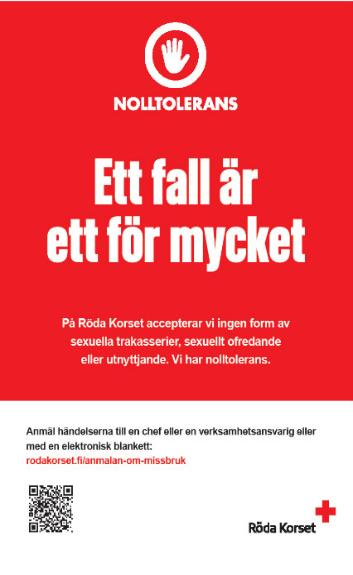 NOLLTOLERANS
Ett fall är
ett för mycket
På Röda Korset accepterar vi ingen form av
sexuella trakasserier, sexuellt ofredande
eller utnyttjande. Vi har nolltolerans.
Anmäl händelserna till en chef eller en verksamhetsansvarig eller
med en elektronisk blankett:
rodakorset.fi/anmalan-om-missbruk
Röda Korset